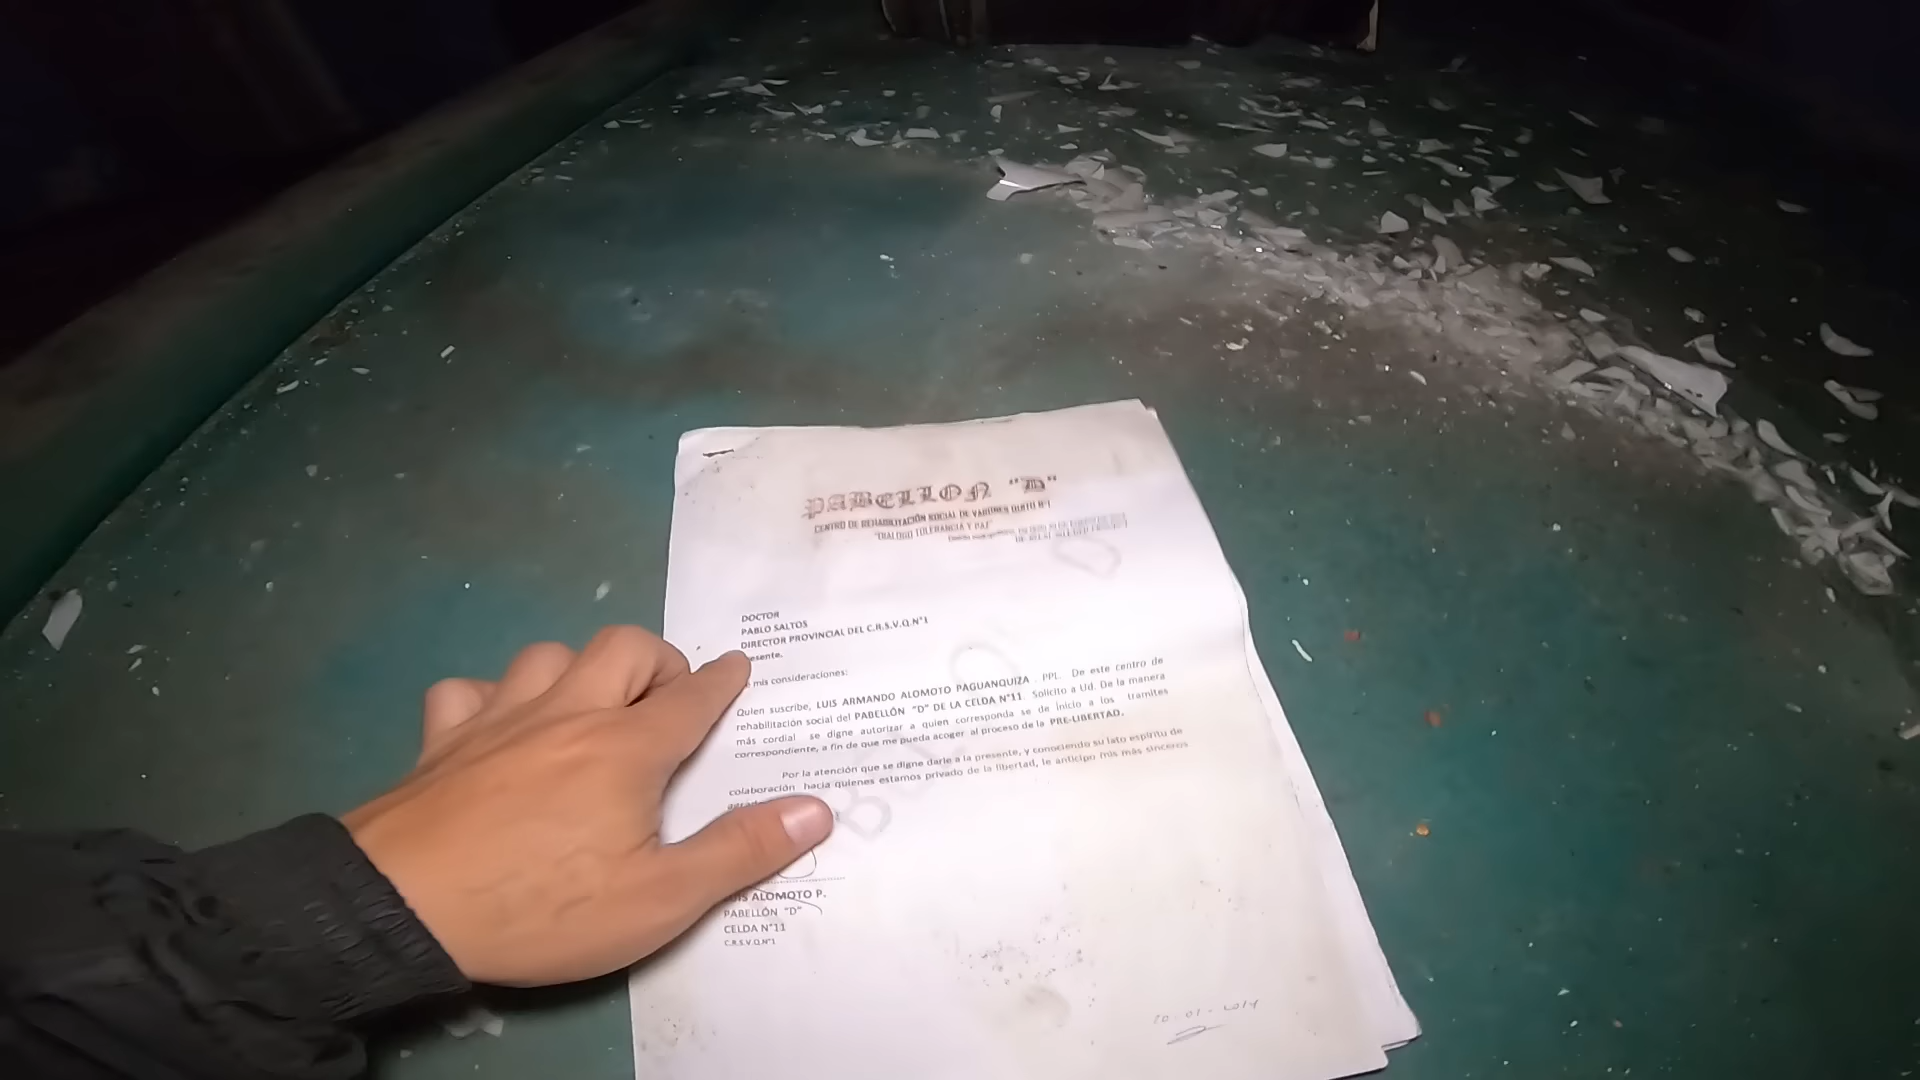 PABELLON "D"
CENTRO DE REHABILITACIÓN SOCIAL DE VARONES QUITO Nº1
"DIALOGO TOLERANCIA Y PAZ"
DOCTOR
PABLO SALTOS
DIRECTOR PROVINCIAL DEL C.R.S.V.Q.N°1
esente.
e mis consideraciones:
Quien suscribe, LUIS ARMANDO ALOMOTO PAGUANQUIZA . PPL. De este centro de
rehabilitación social del PABELLÓN "D" DE LA CELDA N°11. Solicito a Ud. De la manera
más cordial se digne autorizar a quien corresponda se de inicio a los tramites
correspondiente, a fin de que me pueda acoger al proceso de la PRE-LIBERTAD.
Por la atención que se digne darle a la presente, y conociendo su lato espíritu de
colaboración hacia quienes estamos privado de la libertad, le anticipo mis más sinceros
LUIS ALOMOTO P.
PABELLÓN "D"
CELDA N°11
C.R.S.V.Q.N°1